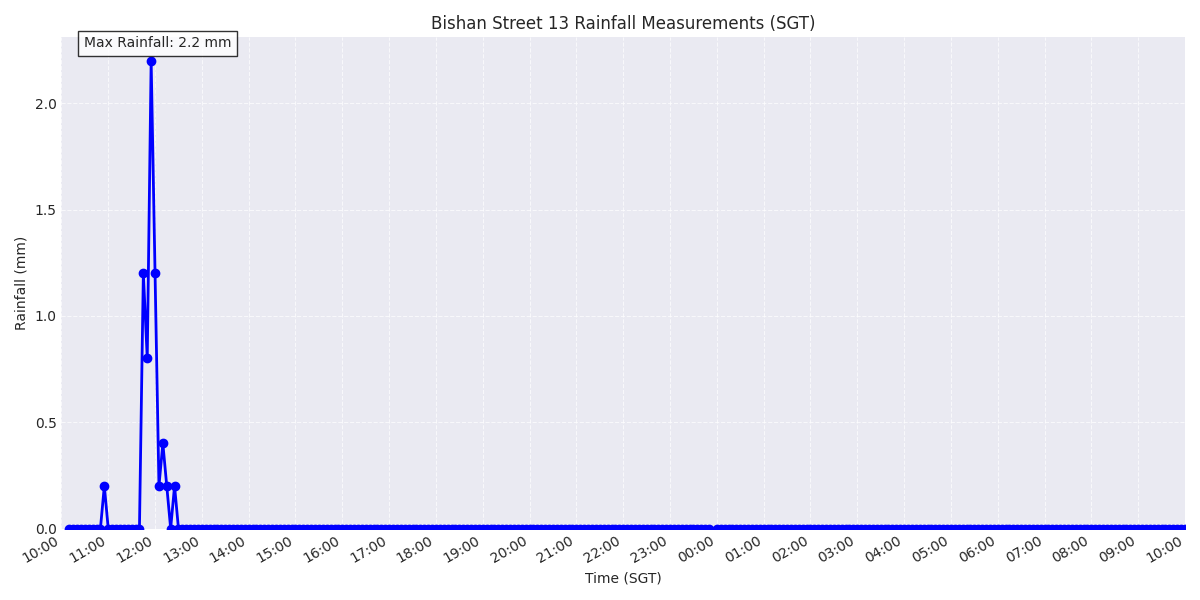 Bishan Street 13 Rainfall Measurements (SGT)
Max Rainfall: 2.2 mm
Rainfall (mm)
2.0
1.5
1.0
0.5
0.0
10:00 11:00 12:00 13:00 14:00 15:00 16:00 17:00 18:00 19:00 20:00 21:00 22:00 23:00 00:00 01:00 02:00 03:00 04:00 05:00 06:00 07:00 08:00 09:00 10:00
Time (SGT)